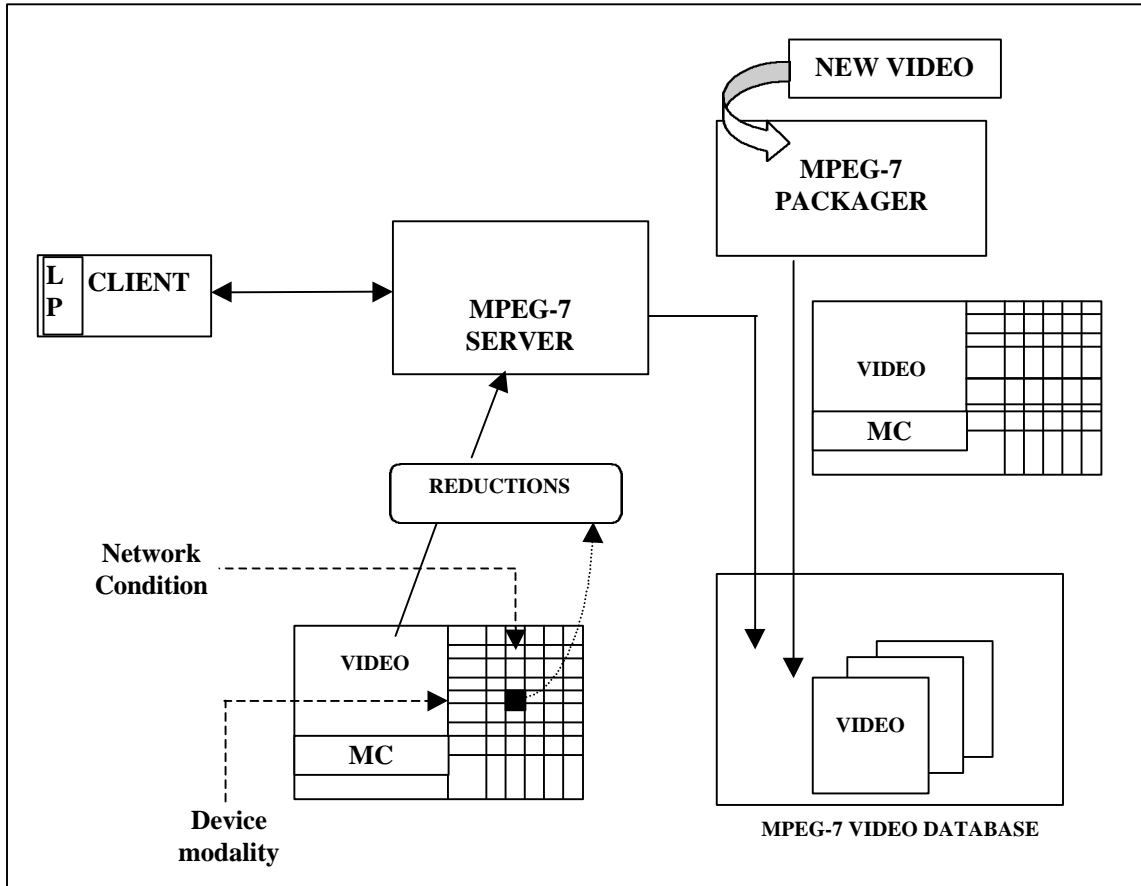 NEW VIDEO
MPEG-7
PACKAGER
L
P
CLIENT
MPEG-7
SERVER
VIDEO
MC
REDUCTIONS
Network
Condition
VIDEO
MC
Device
modality
VIDEO
MPEG-7 VIDEO DATABASE